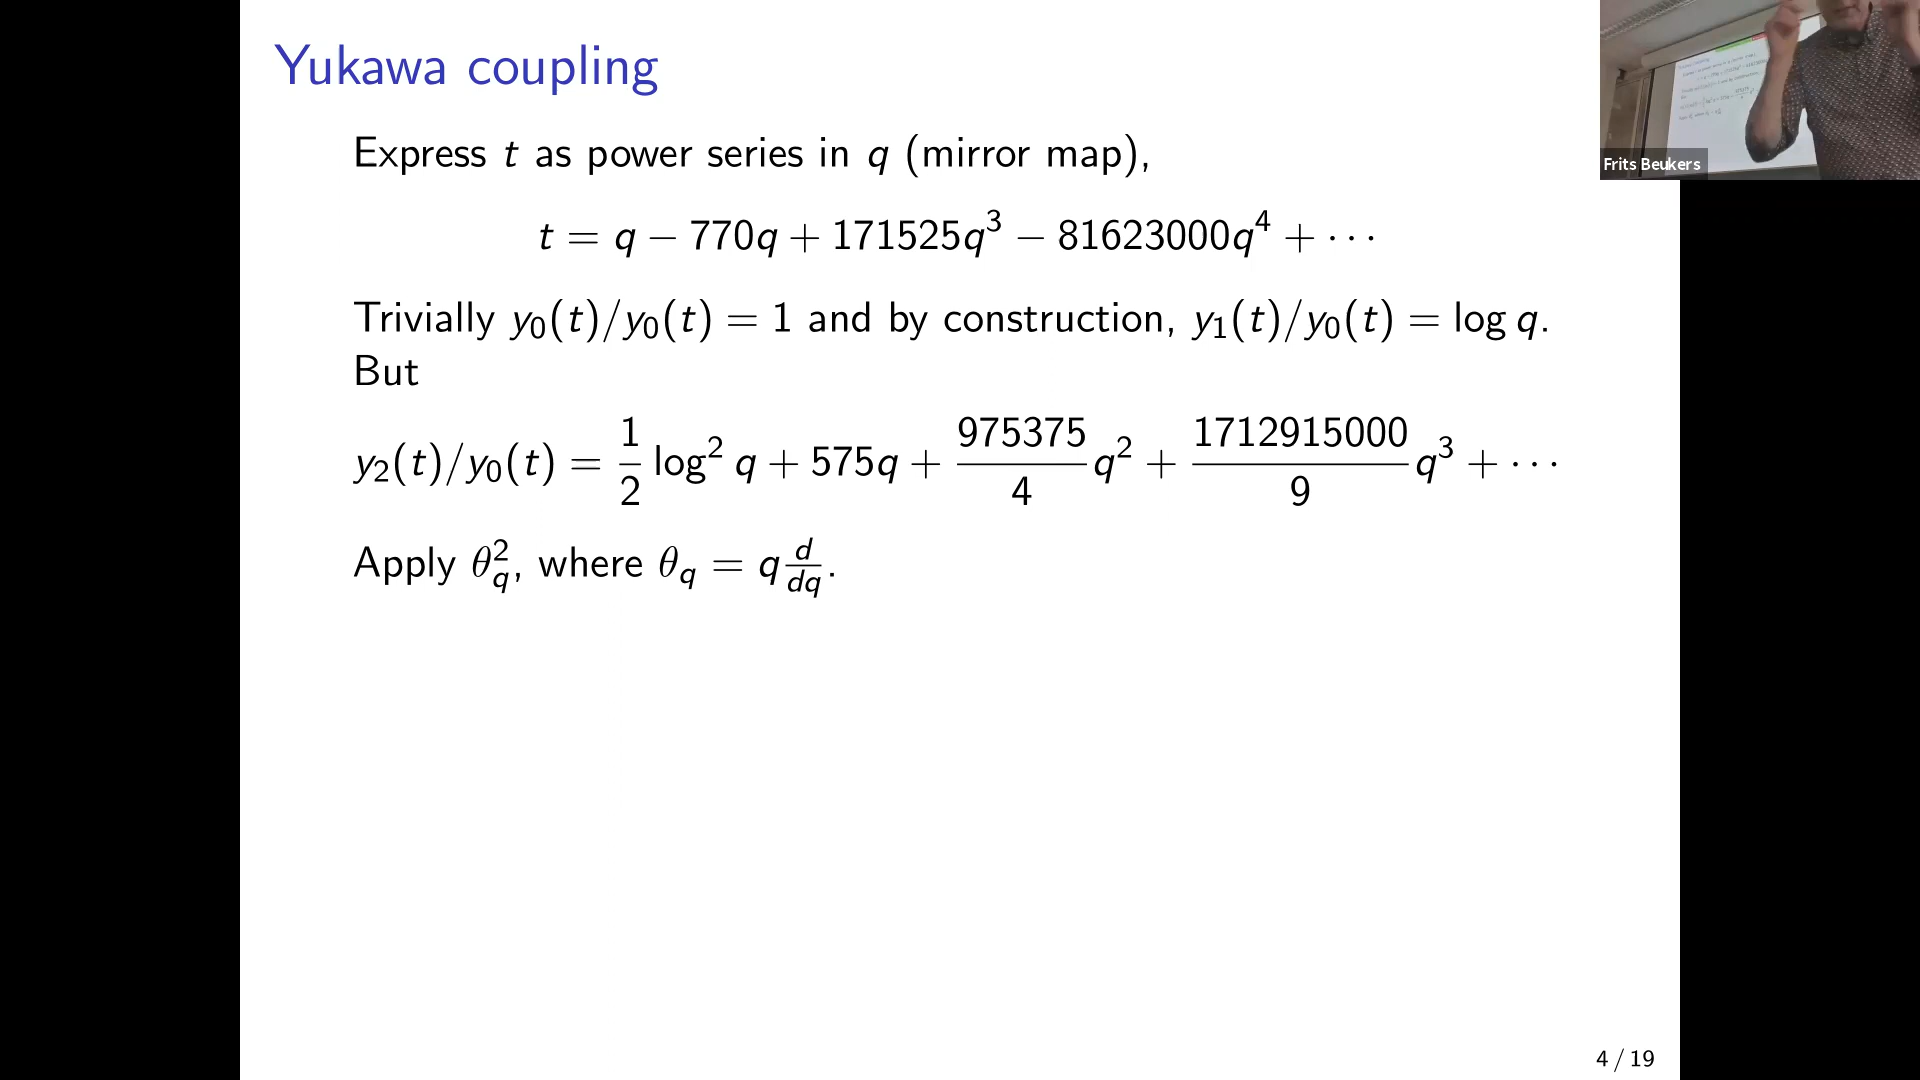 Yukawa coupling
Express t as power series in q (mirror map),
t = q − 770q + 171525q³ − 81623000q⁴ + ⋯
Trivially y₀(t)/y₀(t) = 1 and by construction, y₁(t)/y₀(t) = log q.
But
y₂(t)/y₀(t) = 1/2 log² q + 575q + 975375/4 q² + 1712915000/9 q³ + ⋯
Apply θ_q², where θ_q = q d/dq.
4 / 19
Frits Beukers